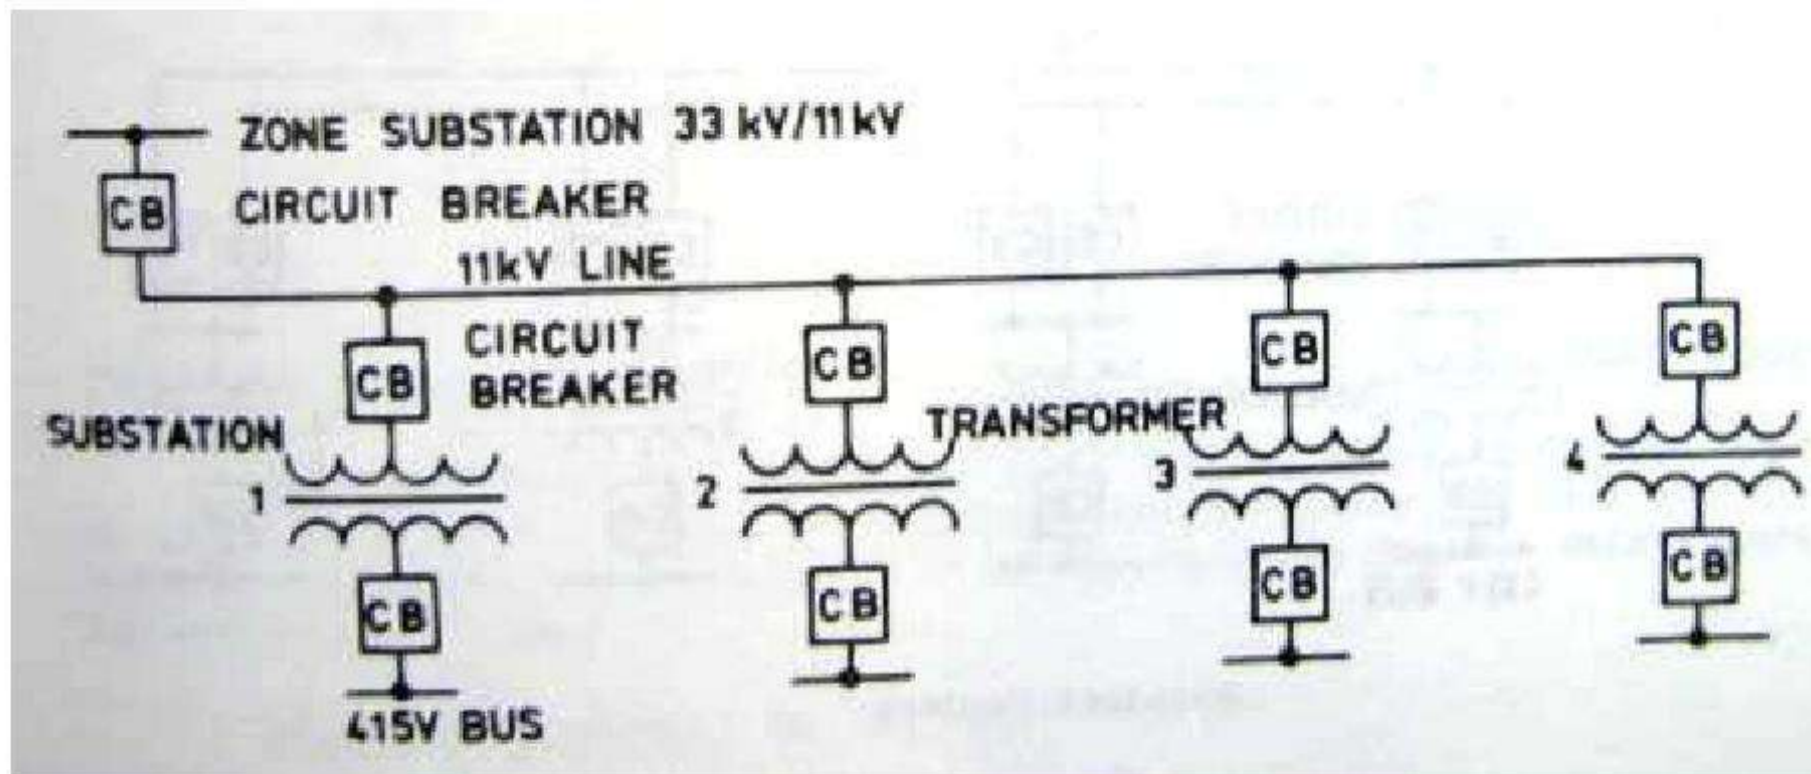 ZONE SUBSTATION 33 kV/11 kV
CB
CIRCUIT BREAKER
11kV LINE
CIRCUIT
BREAKER
CB
CB
CB
CB
SUBSTATION
TRANSFORMER
1
2
3
4
CB
CB
CB
CB
415V BUS